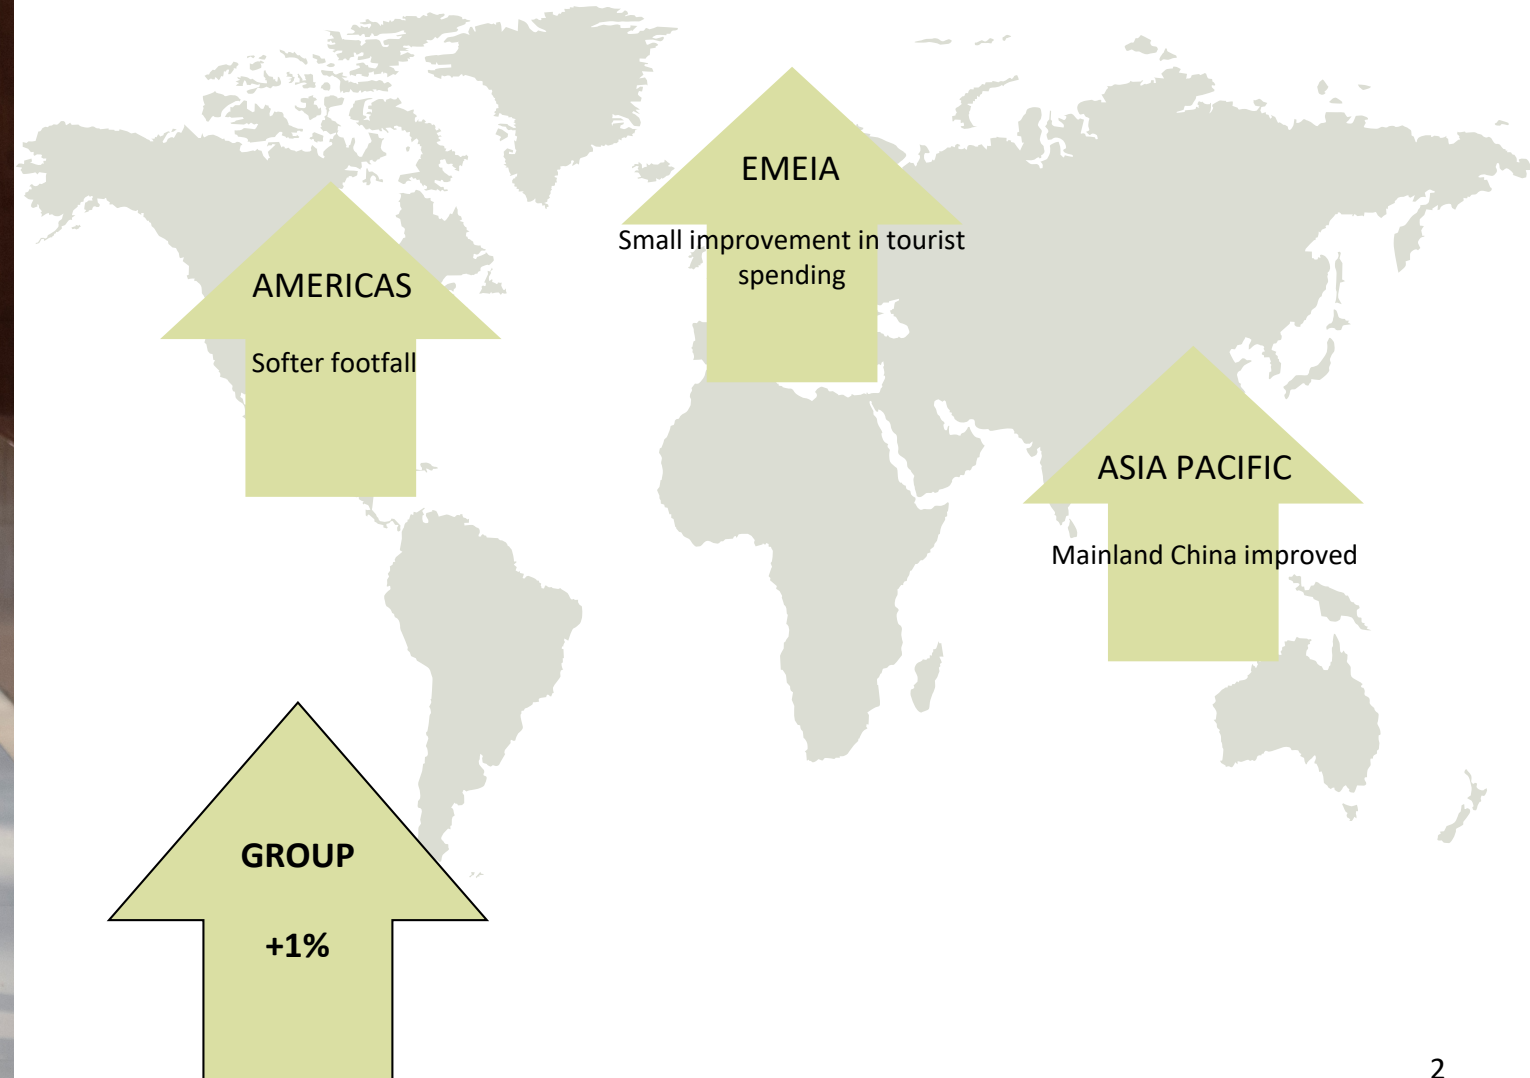 EMEIA
Small improvement in tourist
spending
AMERICAS
Softer footfall
ASIA PACIFIC
Mainland China improved
GROUP
+1%
2